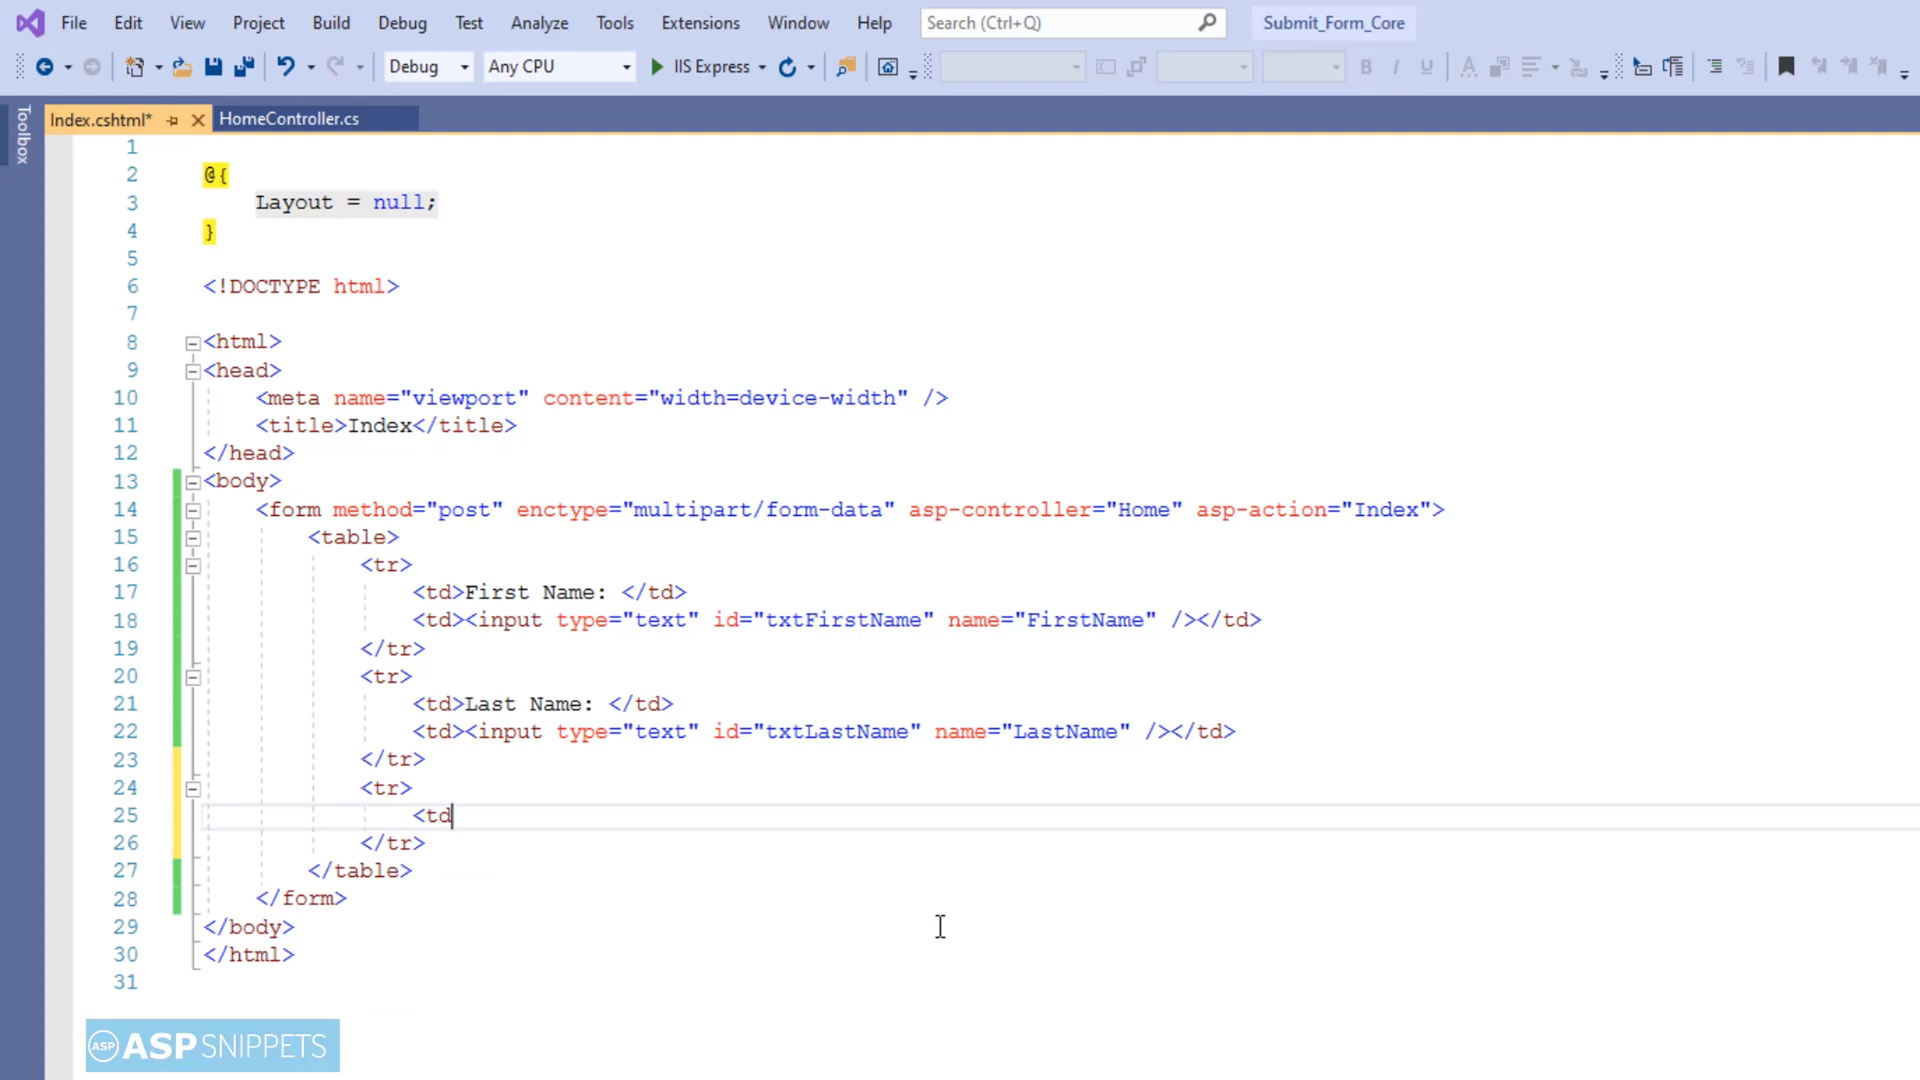 File Edit View Project Build Debug Test Analyze Tools Extensions Window Help Search (Ctrl+Q) Submit_Form_Core
Debug Any CPU IIS Express B I U A
Toolbox
Index.cshtml* HomeController.cs
1
2 @{
3 Layout = null;
4 }
5
6 <!DOCTYPE html>
7
8 <html>
9 <head>
10 <meta name="viewport" content="width=device-width" />
11 <title>Index</title>
12 </head>
13 <body>
14 <form method="post" enctype="multipart/form-data" asp-controller="Home" asp-action="Index">
15 <table>
16 <tr>
17 <td>First Name: </td>
18 <td><input type="text" id="txtFirstName" name="FirstName" /></td>
19 </tr>
20 <tr>
21 <td>Last Name: </td>
22 <td><input type="text" id="txtLastName" name="LastName" /></td>
23 </tr>
24 <tr>
25 <td
26 </tr>
27 </table>
28 </form>
29 </body>
30 </html>
31
ASP ASPSNIPPETS